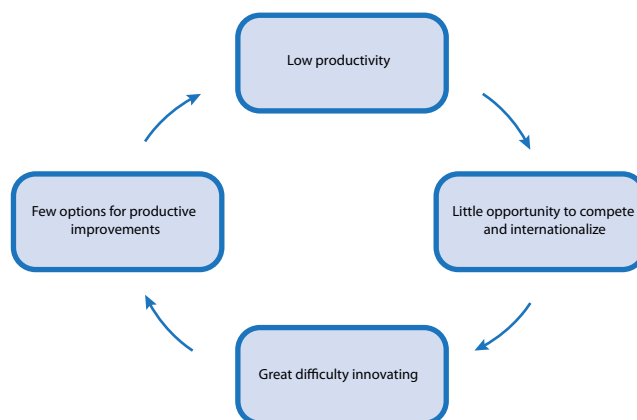 Low productivity
Few options for productive
improvements
Little opportunity to compete
and internationalize
Great difficulty innovating